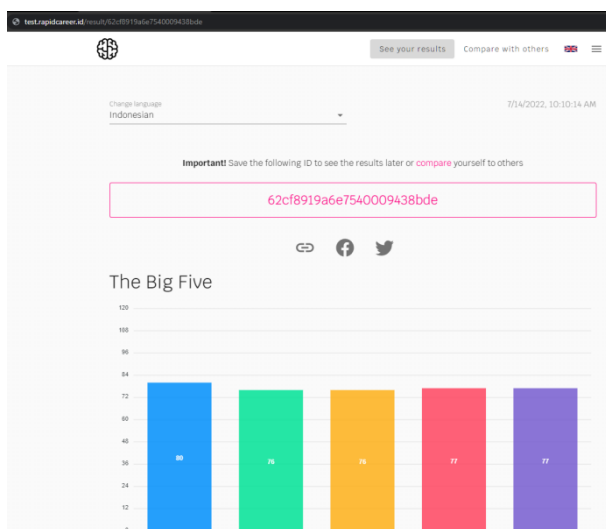 test.rapidcareer.id/result/62cf8919a6e7540009438bde
See your results Compare with others
Change language
Indonesian
7/14/2022, 10:10:14 AM
Important! Save the following ID to see the results later or compare yourself to others
62cf8919a6e7540009438bde
The Big Five
120
108
96
84
72
60
48
36
24
12
0
80 76 76 77 77